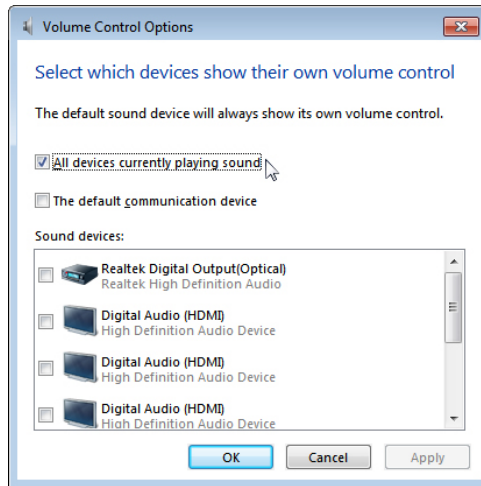 Volume Control Options
Select which devices show their own volume control
The default sound device will always show its own volume control.
All devices currently playing sound
The default communication device
Sound devices:
Realtek Digital Output(Optical)
Realtek High Definition Audio
Digital Audio (HDMI)
High Definition Audio Device
Digital Audio (HDMI)
High Definition Audio Device
Digital Audio (HDMI)
High Definition Audio Device
OK Cancel Apply